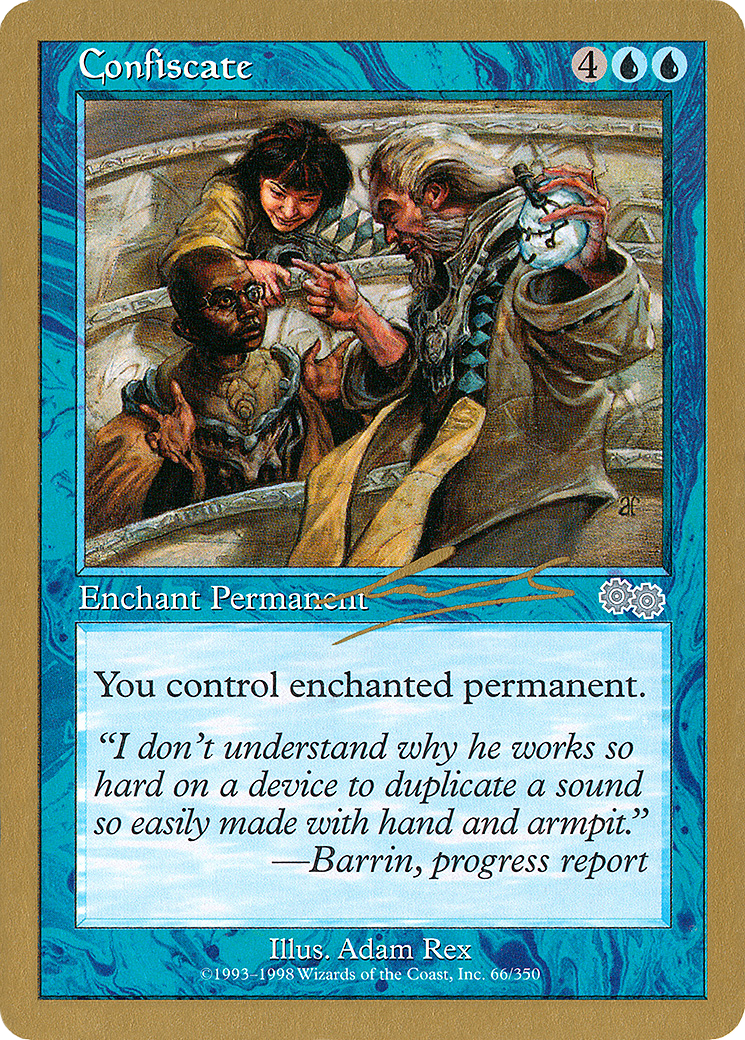 Confiscate
4
Enchant Permanent
You control enchanted permanent.
“I don’t understand why he works so
hard on a device to duplicate a sound
so easily made with hand and armpit.”
—Barrin, progress report
Illus. Adam Rex
©1993–1998 Wizards of the Coast, Inc. 66/350